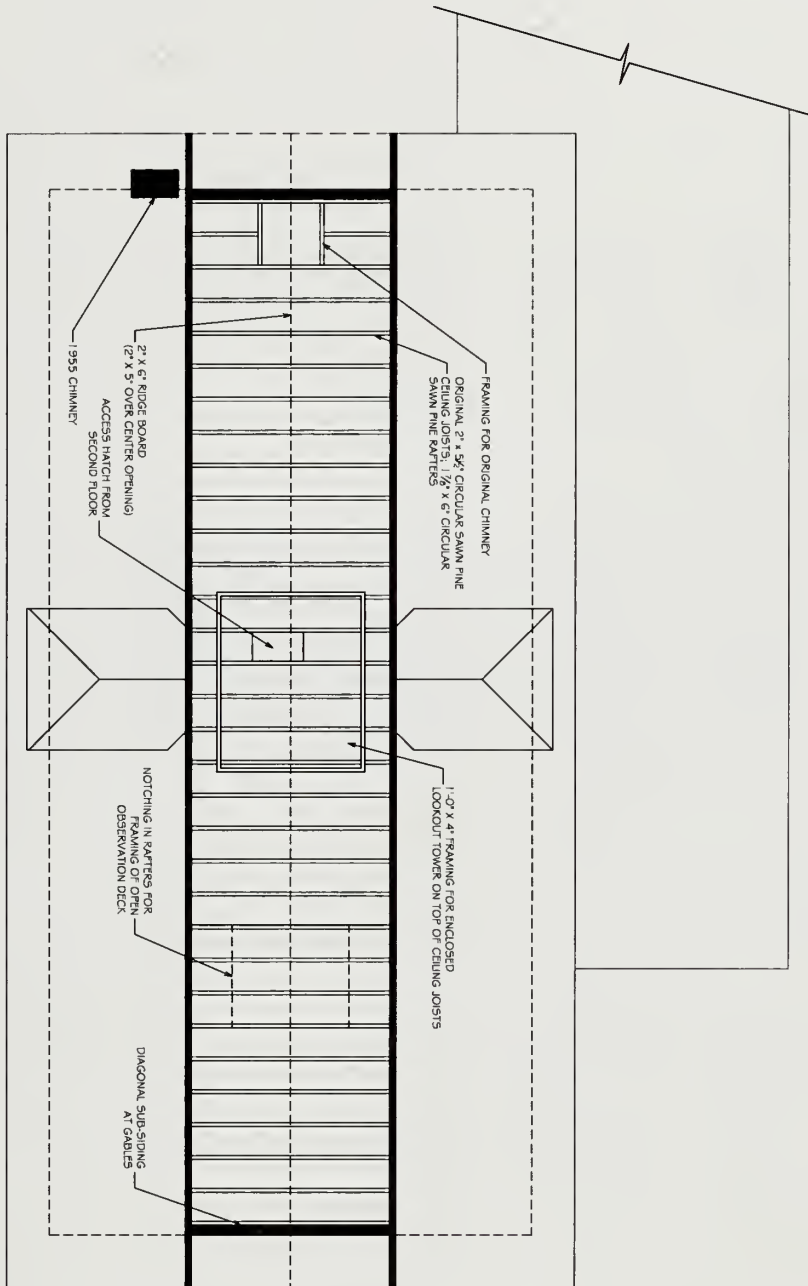 FRAMING FOR ORIGINAL CHIMNEY
ORIGINAL 2" x 5½" CIRCULAR SAWN PINE
CEILING JOISTS; 1⅞" X 6" CIRCULAR
SAWN PINE RAFTERS
1'-0" X 4" FRAMING FOR ENCLOSED
LOOKOUT TOWER ON TOP OF CEILING JOISTS
1955 CHIMNEY
2" X 6" RIDGE BOARD
(2" X 5" OVER CENTER OPENING)
ACCESS HATCH FROM
SECOND FLOOR
NOTCHING IN RAFTERS FOR
FRAMING OF OPEN
OBSERVATION DECK
DIAGONAL SUB-SIDING
AT GABLES